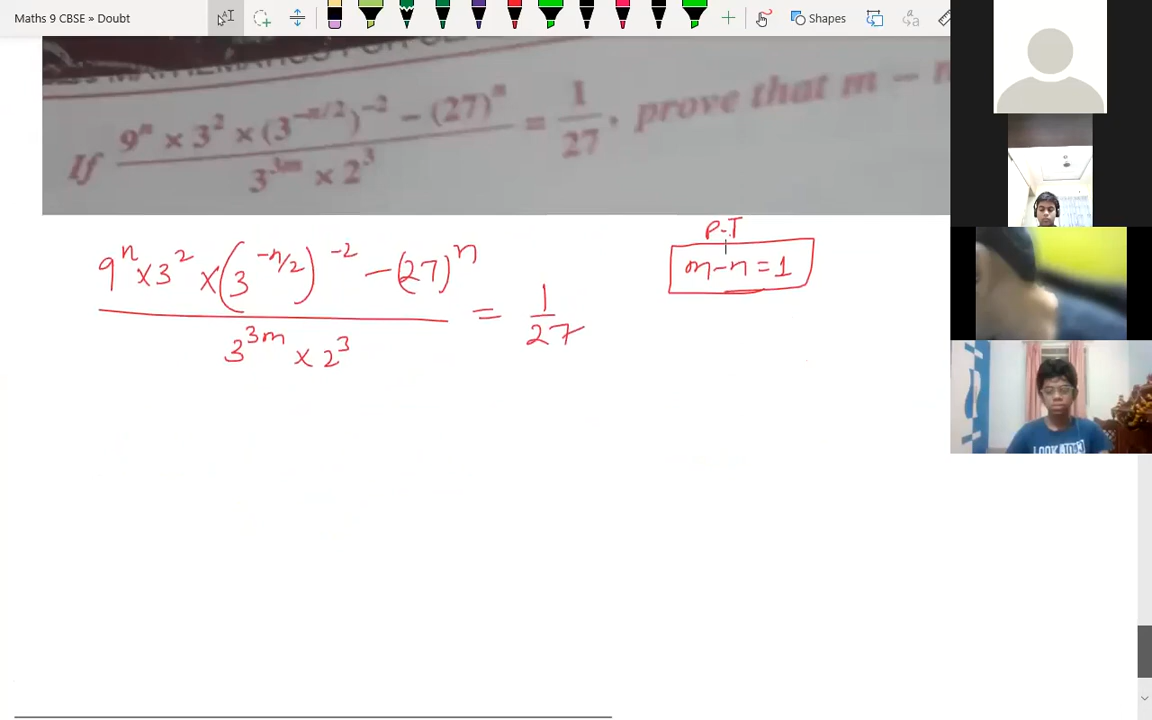 Maths 9 CBSE » Doubt
Shapes
If 9ⁿ × 3² × (3^(-n/2))^(-2) − (27)ⁿ / 3^(3m) × 2³ = 1/27, prove that m −
P.T
9ⁿ × 3² × (3^(-n/2))^(-2) − (27)ⁿ / 3^(3m) × 2³ = 1/27
m − n = 1